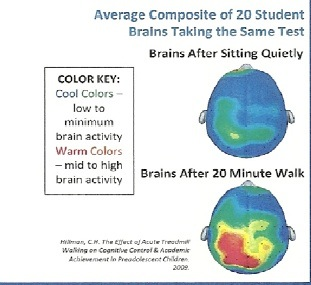 Average Composite of 20 Student
Brains Taking the Same Test
Brains After Sitting Quietly
COLOR KEY:
Cool Colors –
low to
minimum
brain activity
Warm Colors
– mid to high
brain activity
Brains After 20 Minute Walk
Hillman, C.H. The Effect of Acute Treadmill
Walking on Cognitive Control & Academic
Achievement in Preadolescent Children.
2009.